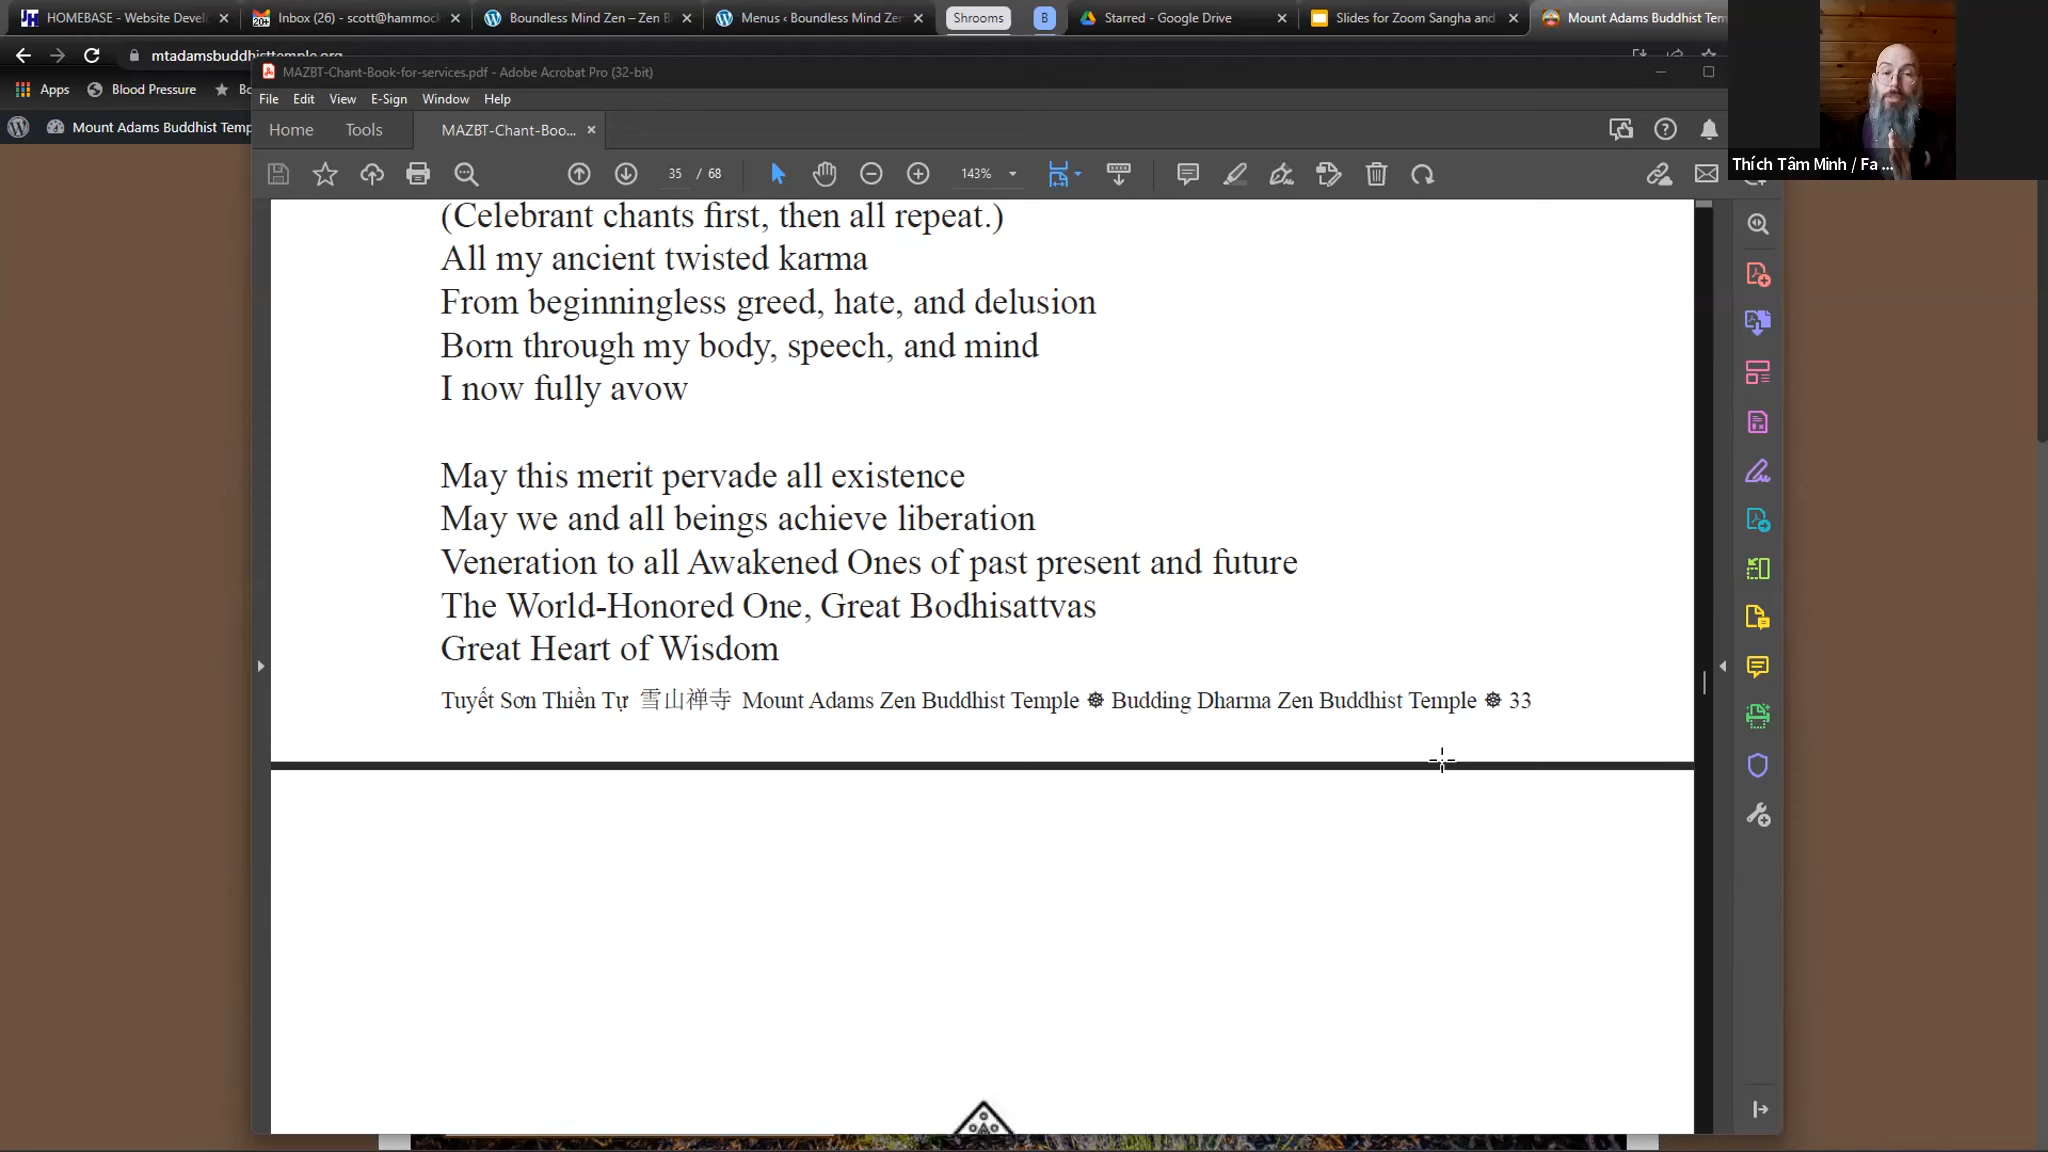 HOMEBASE - Website Develo
Inbox (26) - scott@hammock
Boundless Mind Zen – Zen B
Menus ‹ Boundless Mind Zen
Shrooms
B
Starred - Google Drive
Slides for Zoom Sangha and
Mount Adams Buddhist Tem
mtadamsbuddhisttemple.org
Apps
Blood Pressure
Mount Adams Buddhist Temp
MAZBT-Chant-Book-for-services.pdf - Adobe Acrobat Pro (32-bit)
File Edit View E-Sign Window Help
Home Tools MAZBT-Chant-Boo...
35 / 68
143%
Thích Tâm Minh / Fa ...
(Celebrant chants first, then all repeat.)
All my ancient twisted karma
From beginningless greed, hate, and delusion
Born through my body, speech, and mind
I now fully avow
May this merit pervade all existence
May we and all beings achieve liberation
Veneration to all Awakened Ones of past present and future
The World-Honored One, Great Bodhisattvas
Great Heart of Wisdom
Tuyết Sơn Thiền Tự 雪山禅寺 Mount Adams Zen Buddhist Temple ☸ Budding Dharma Zen Buddhist Temple ☸ 33